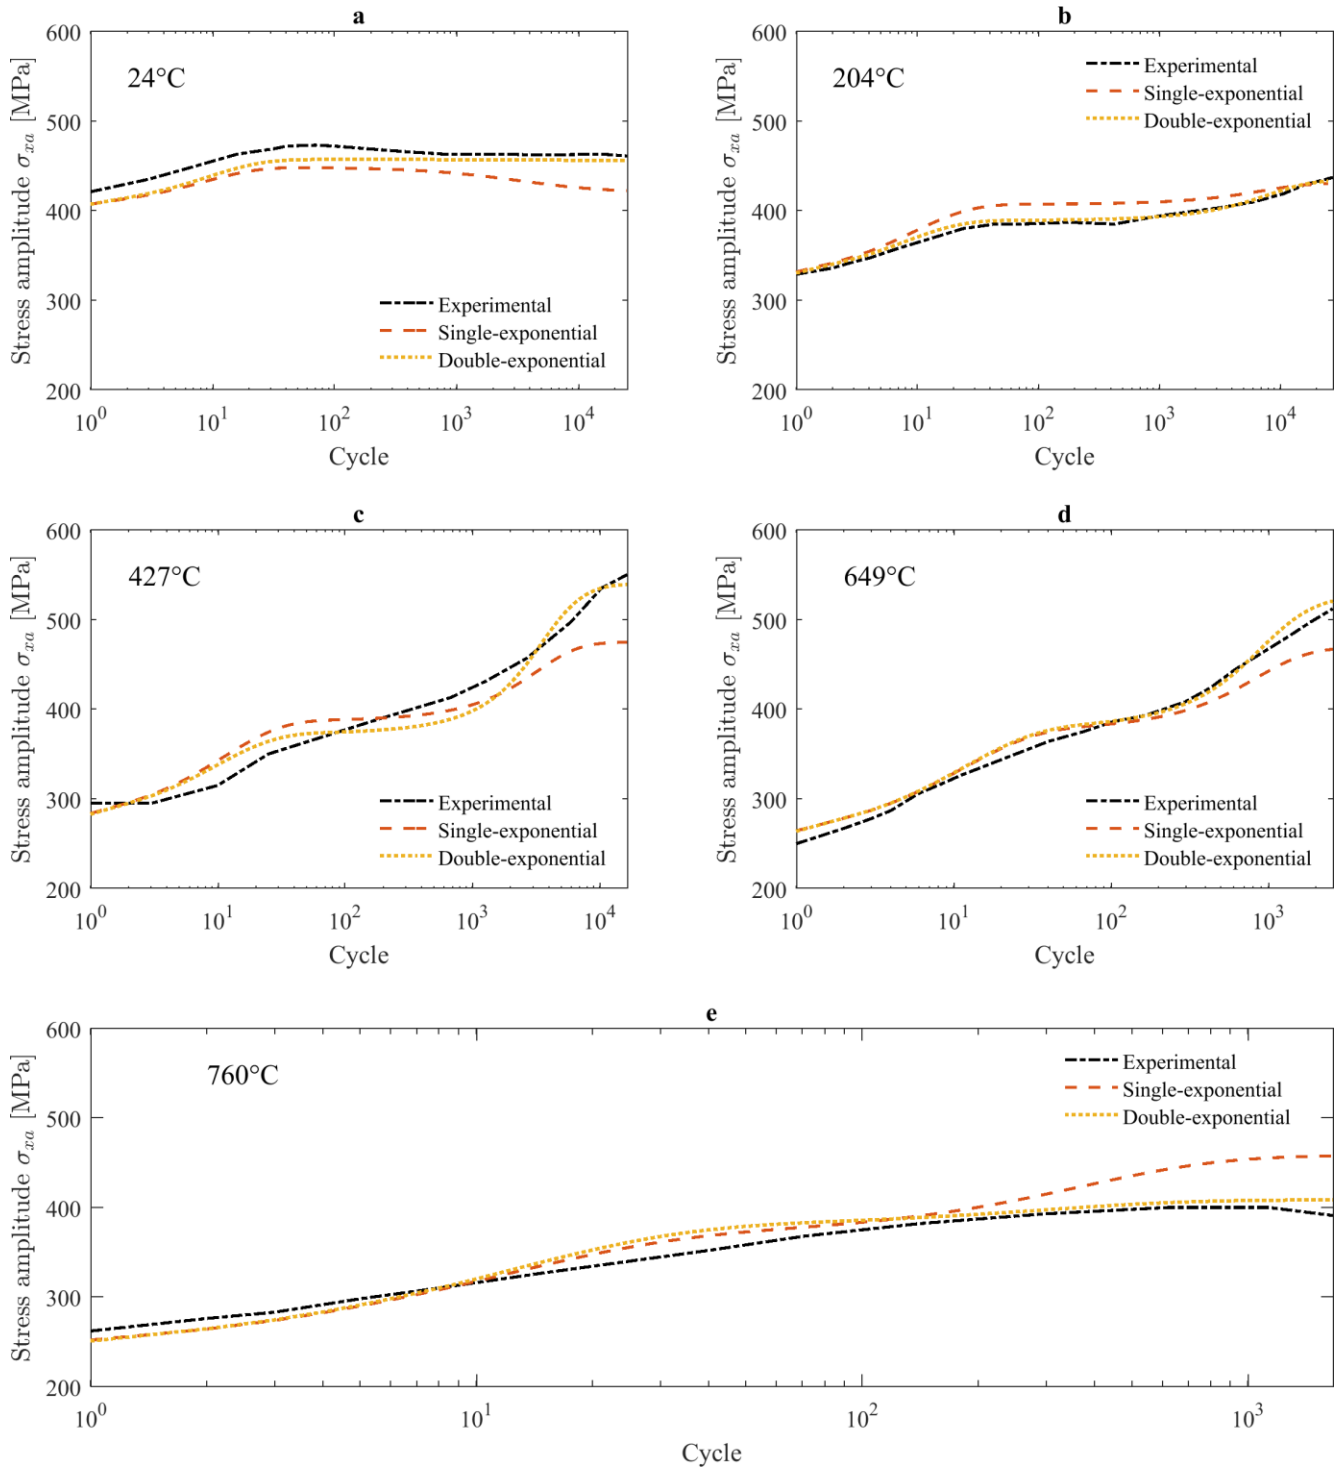 a
600
500
400
300
200
Stress amplitude σxa [MPa]
24°C
Experimental
Single-exponential
Double-exponential
10^0 10^1 10^2 10^3 10^4
Cycle
b
600
500
400
300
200
Stress amplitude σxa [MPa]
204°C
Experimental
Single-exponential
Double-exponential
10^0 10^1 10^2 10^3 10^4
Cycle
c
600
500
400
300
200
Stress amplitude σxa [MPa]
427°C
Experimental
Single-exponential
Double-exponential
10^0 10^1 10^2 10^3 10^4
Cycle
d
600
500
400
300
200
Stress amplitude σxa [MPa]
649°C
Experimental
Single-exponential
Double-exponential
10^0 10^1 10^2 10^3
Cycle
e
600
500
400
300
200
Stress amplitude σxa [MPa]
760°C
Experimental
Single-exponential
Double-exponential
10^0 10^1 10^2 10^3
Cycle